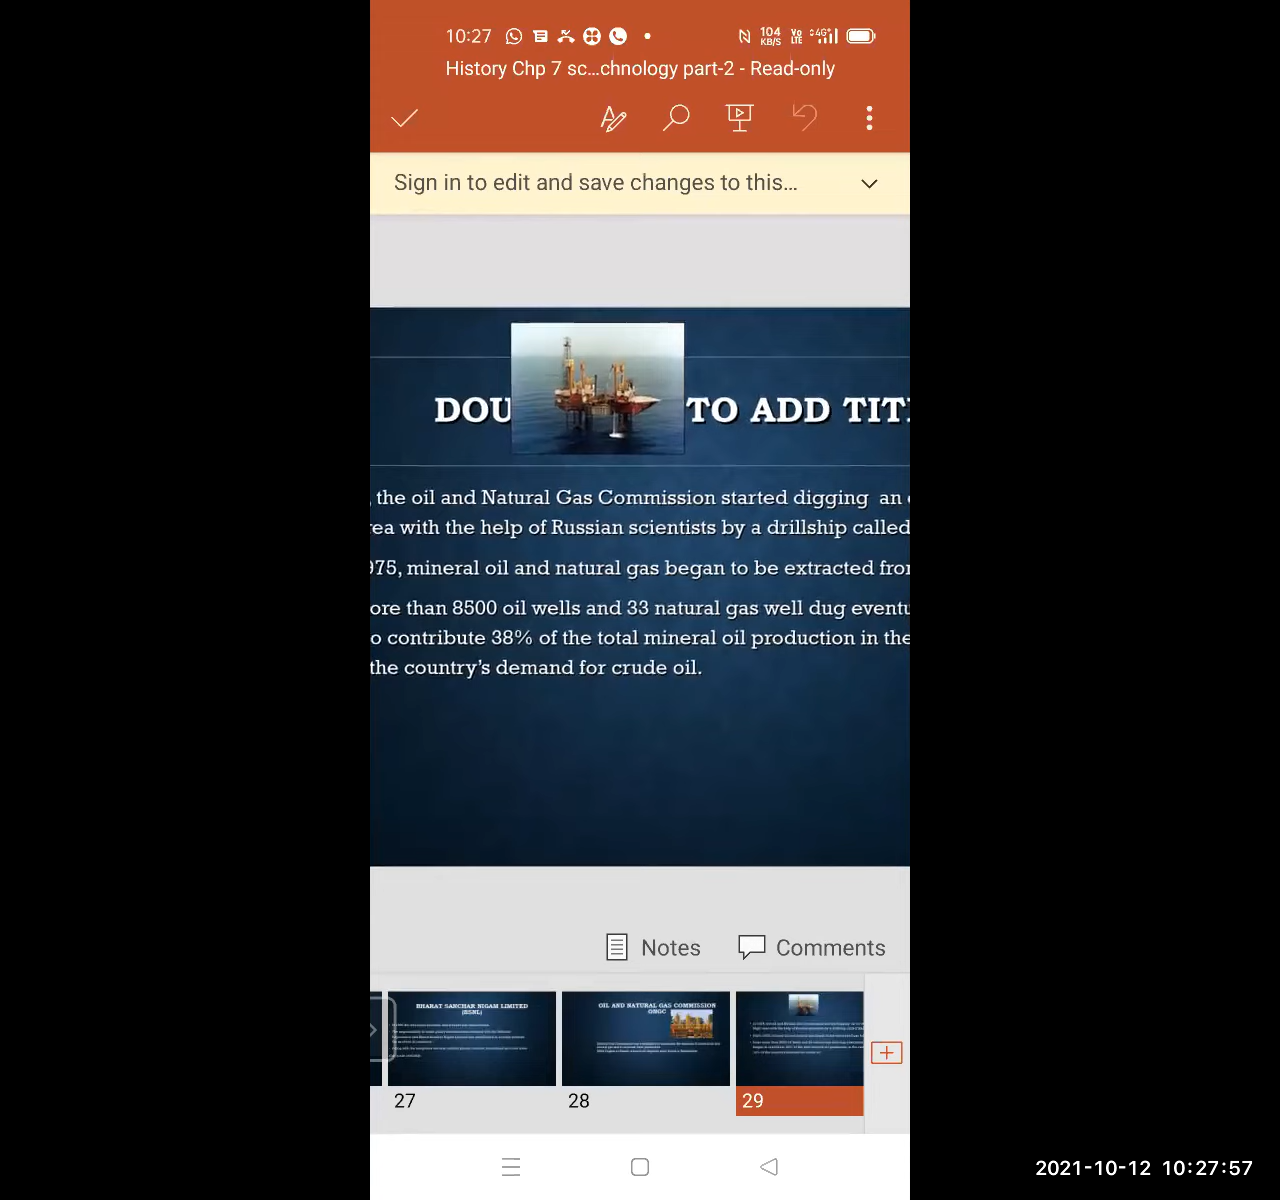 10:27
104 KB/S Vo LTE 4G+
History Chp 7 sc...chnology part-2 - Read-only
Sign in to edit and save changes to this...
DOU TO ADD TIT
, the oil and Natural Gas Commission started digging an
ea with the help of Russian scientists by a drillship called
975, mineral oil and natural gas began to be extracted fro
ore than 8500 oil wells and 33 natural gas well dug eventu
o contribute 38% of the total mineral oil production in the
the country's demand for crude oil.
Notes Comments
BHARAT SANCHAR NIGAM LIMITED
(BSNL)
OIL AND NATURAL GAS COMMISSION
ONGC
27 28 29
2021-10-12 10:27:57